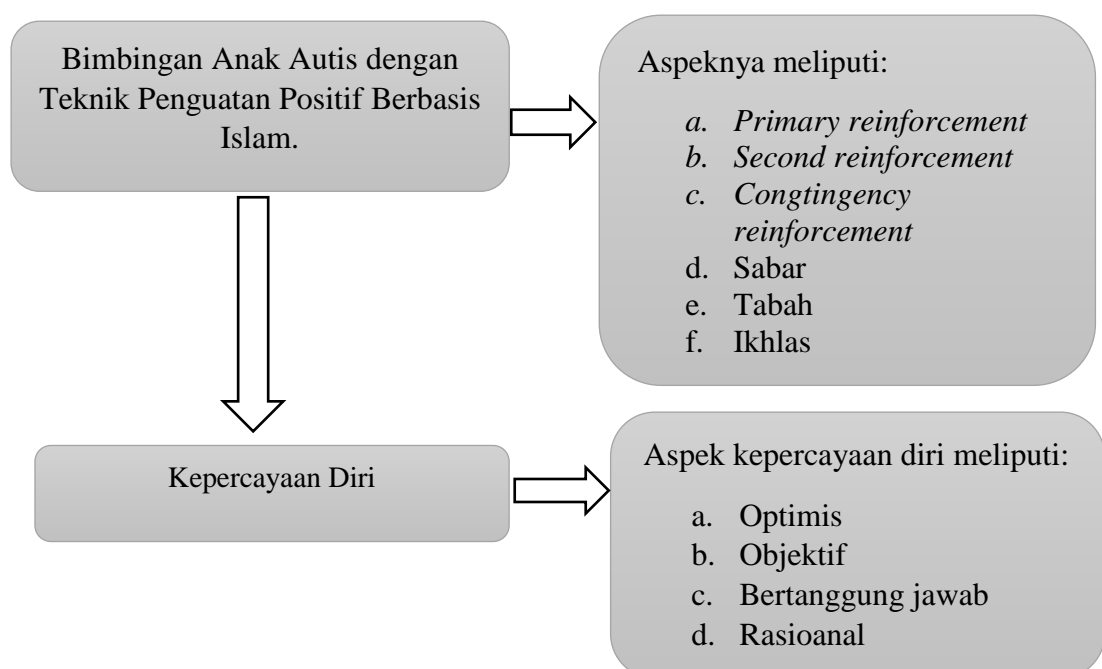 Bimbingan Anak Autis dengan
Teknik Penguatan Positif Berbasis
Islam.
Aspeknya meliputi:
a. Primary reinforcement
b. Second reinforcement
c. Congtingency
reinforcement
d. Sabar
e. Tabah
f. Ikhlas
Kepercayaan Diri
Aspek kepercayaan diri meliputi:
a. Optimis
b. Objektif
c. Bertanggung jawab
d. Rasioanal